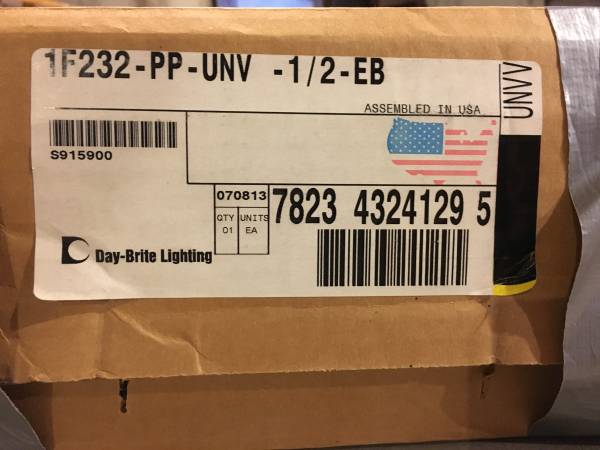 1F232-PP-UNV -1/2-EB
UNVV
ASSEMBLED IN USA
S915900
070813
QTY UNITS
01 EA
7823 4324129 5
Day-Brite Lighting